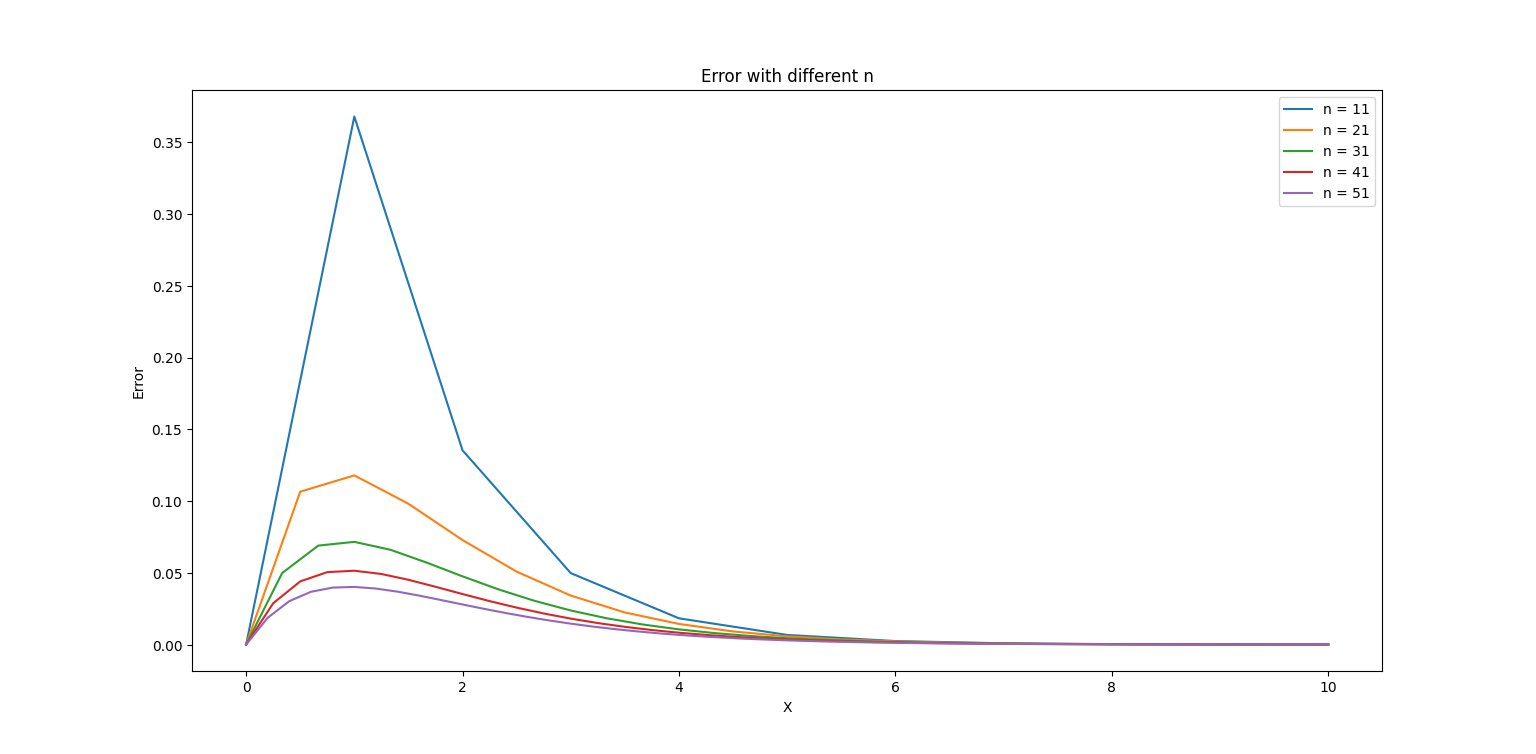 Error with different n
n = 11
n = 21
n = 31
n = 41
n = 51
0.35
0.30
0.25
0.20
0.15
0.10
0.05
0.00
Error
0 2 4 6 8 10
X